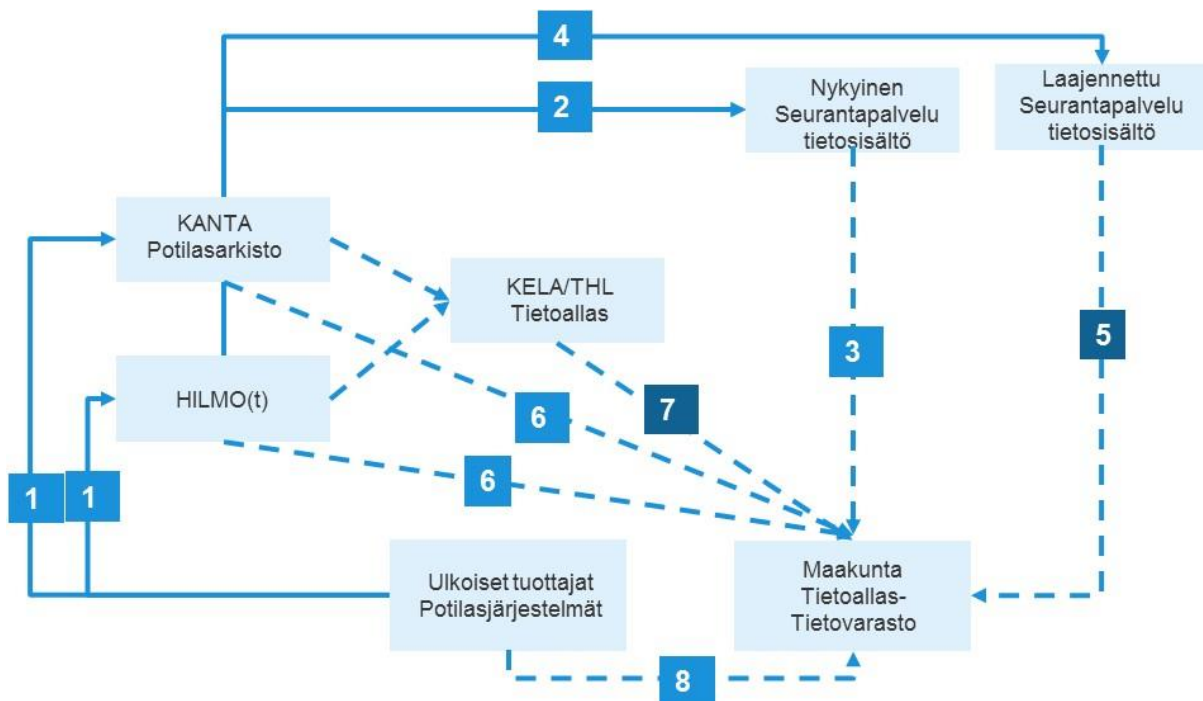 4
2
Nykyinen
Seurantapalvelu
tietosisältö
Laajennettu
Seurantapalvelu
tietosisältö
KANTA
Potilasarkisto
KELA/THL
Tietoallas
3
5
HILMO(t)
6
7
6
1
1
Ulkoiset tuottajat
Potilasjärjestelmät
Maakunta
Tietoallas-
Tietovarasto
8